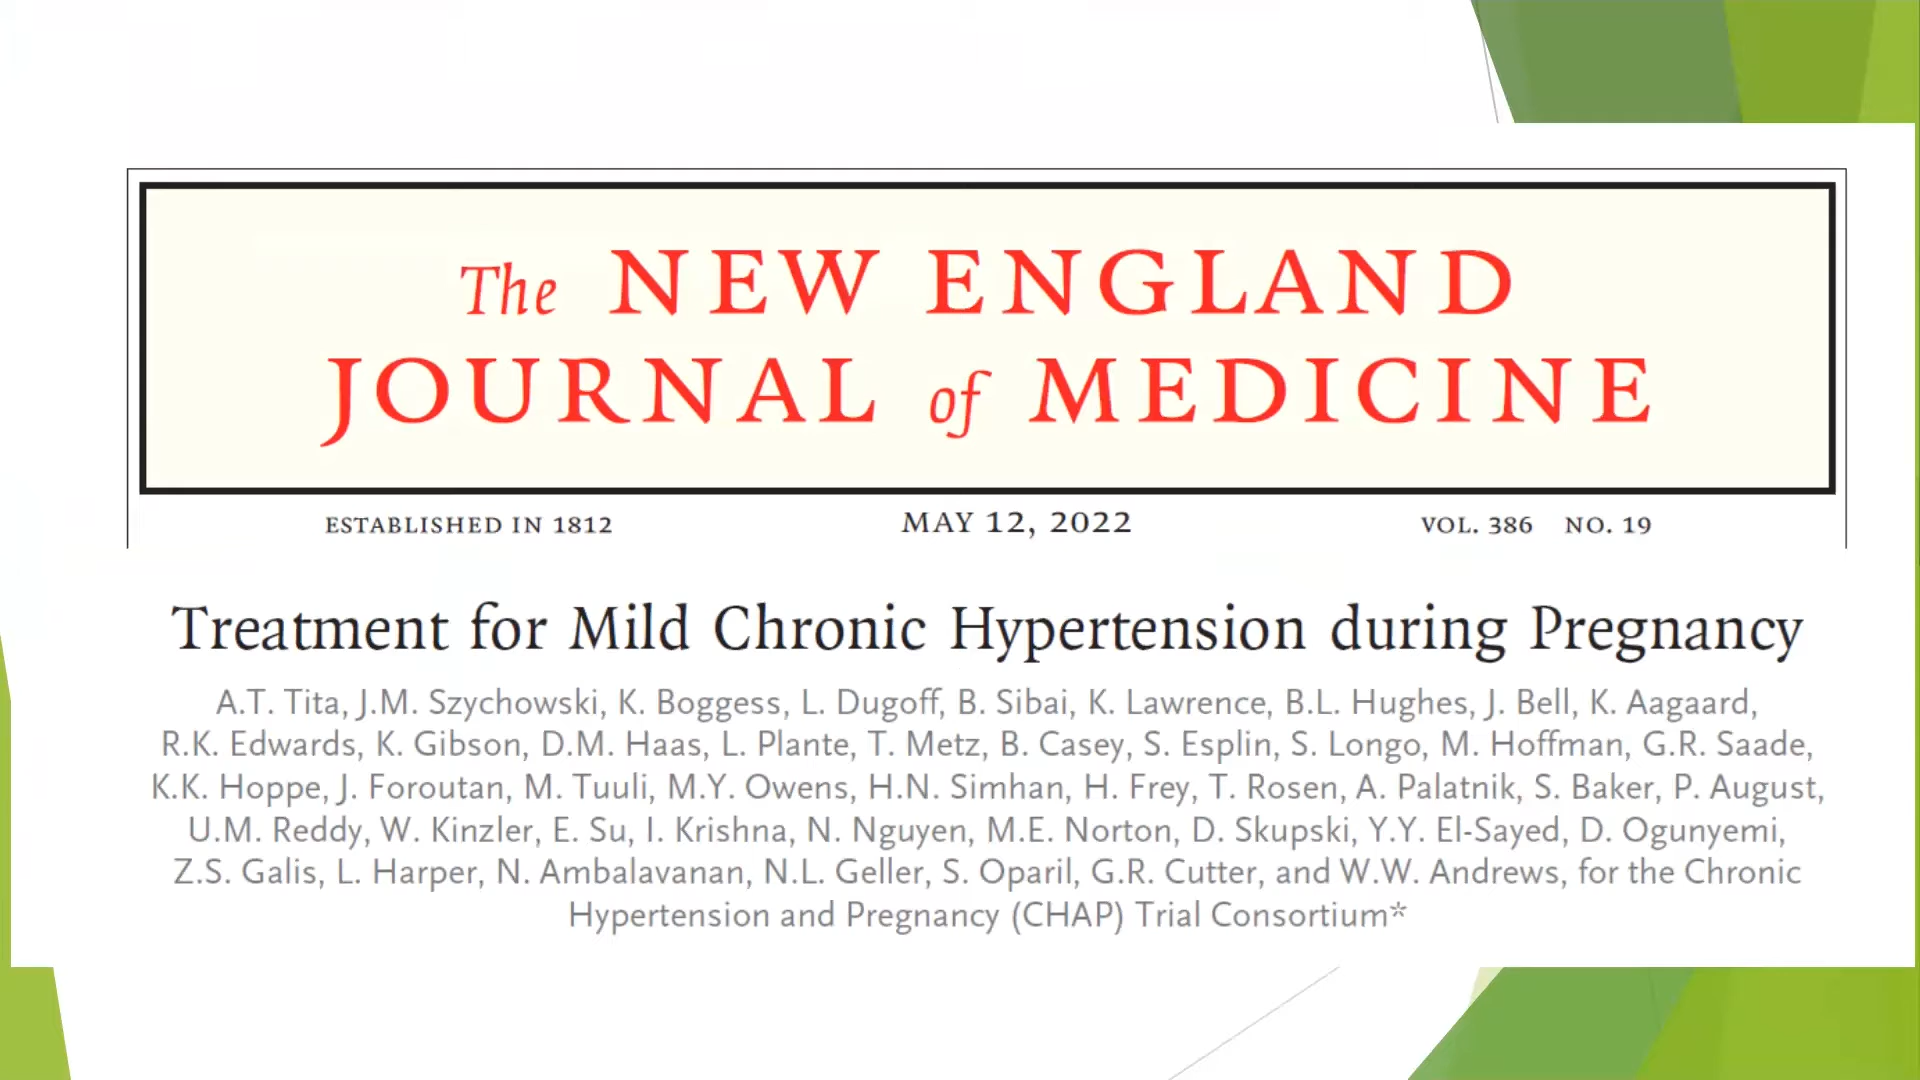 The NEW ENGLAND
JOURNAL of MEDICINE
ESTABLISHED IN 1812 MAY 12, 2022 VOL. 386 NO. 19
Treatment for Mild Chronic Hypertension during Pregnancy
A.T. Tita, J.M. Szychowski, K. Boggess, L. Dugoff, B. Sibai, K. Lawrence, B.L. Hughes, J. Bell, K. Aagaard,
R.K. Edwards, K. Gibson, D.M. Haas, L. Plante, T. Metz, B. Casey, S. Esplin, S. Longo, M. Hoffman, G.R. Saade,
K.K. Hoppe, J. Foroutan, M. Tuuli, M.Y. Owens, H.N. Simhan, H. Frey, T. Rosen, A. Palatnik, S. Baker, P. August,
U.M. Reddy, W. Kinzler, E. Su, I. Krishna, N. Nguyen, M.E. Norton, D. Skupski, Y.Y. El-Sayed, D. Ogunyemi,
Z.S. Galis, L. Harper, N. Ambalavanan, N.L. Geller, S. Oparil, G.R. Cutter, and W.W. Andrews, for the Chronic
Hypertension and Pregnancy (CHAP) Trial Consortium*